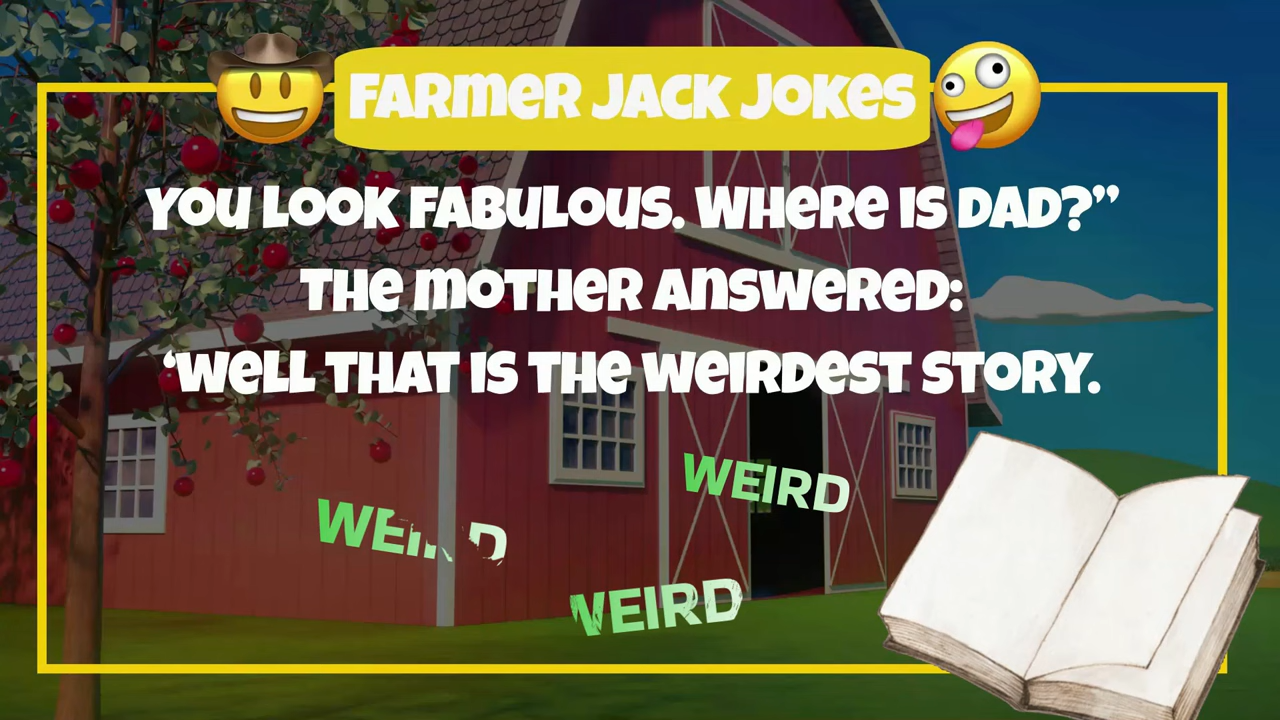 FARMER JACK JOKES
YOU LOOK FABULOUS. WHERE IS DAD?”
THE MOTHER ANSWERED:
‘WELL THAT IS THE WEIRDEST STORY.
WEIRD
WEIRD
WEIRD